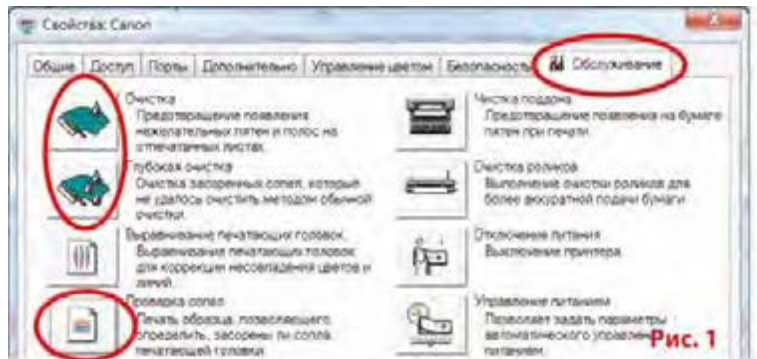 Свойства: Canon
Общие Доступ Порты Дополнительно Управление цветом Безопасность Обслуживание
Очистка
Предотвращение появления
нежелательных пятен и полос на
отпечатанных листах.
Глубокая очистка
Очистка засоренных сопел, которые
не удалось очистить методом обычной
очистки.
Выравнивание печатающих головок
Выравнивание печатающих головок
для коррекции несовпадения цветов и
линий.
Проверка сопел
Печать образца, позволяющего
определить, засорены ли сопла
печатающей головки.
Чистка поддона
Предотвращение появления на бумаге
пятен при печати.
Очистка роликов
Выполнение очистки роликов для
более аккуратной подачи бумаги.
Отключение питания
Выключение принтера.
Управление питанием
Позволяет задать параметры
автоматического управления
питанием.
Рис. 1